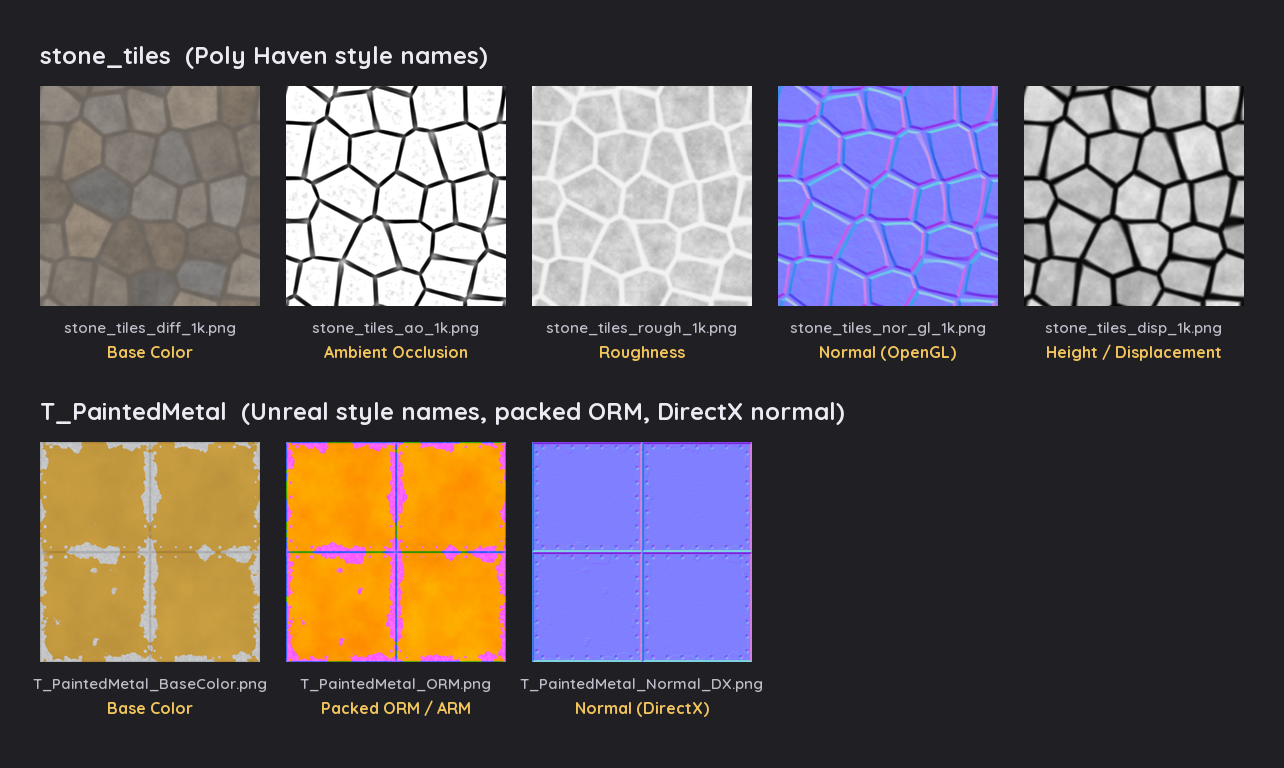 stone_tiles (Poly Haven style names)
stone_tiles_diff_1k.png
Base Color
stone_tiles_ao_1k.png
Ambient Occlusion
stone_tiles_rough_1k.png
Roughness
stone_tiles_nor_gl_1k.png
Normal (OpenGL)
stone_tiles_disp_1k.png
Height / Displacement
T_PaintedMetal (Unreal style names, packed ORM, DirectX normal)
T_PaintedMetal_BaseColor.png
Base Color
T_PaintedMetal_ORM.png
Packed ORM / ARM
T_PaintedMetal_Normal_DX.png
Normal (DirectX)